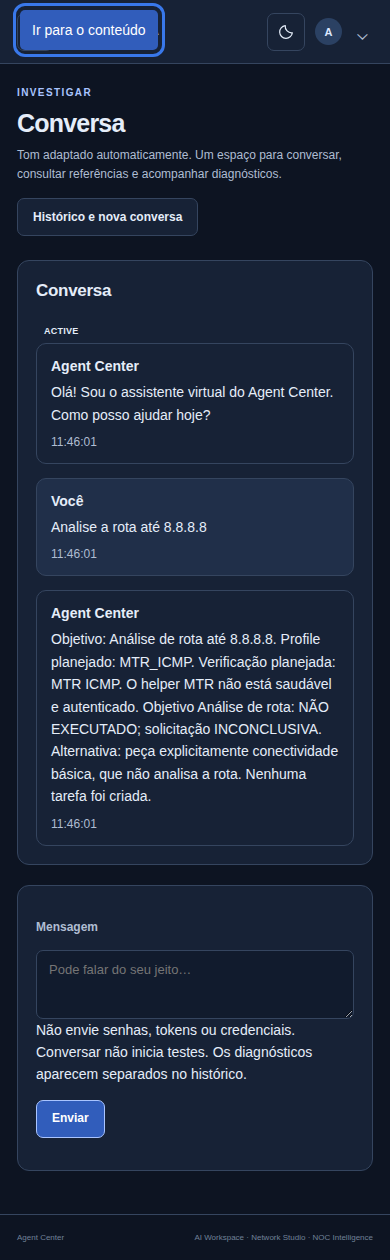 Ir para o conteúdo
A
INVESTIGAR
Conversa
Tom adaptado automaticamente. Um espaço para conversar,
consultar referências e acompanhar diagnósticos.
Histórico e nova conversa
Conversa
ACTIVE
Agent Center
Olá! Sou o assistente virtual do Agent Center.
Como posso ajudar hoje?
11:46:01
Você
Analise a rota até 8.8.8.8
11:46:01
Agent Center
Objetivo: Análise de rota até 8.8.8.8. Profile
planejado: MTR_ICMP. Verificação planejada:
MTR ICMP. O helper MTR não está saudável
e autenticado. Objetivo Análise de rota: NÃO
EXECUTADO; solicitação INCONCLUSIVA.
Alternativa: peça explicitamente conectividade
básica, que não analisa a rota. Nenhuma
tarefa foi criada.
11:46:01
Mensagem
Pode falar do seu jeito…
Não envie senhas, tokens ou credenciais.
Conversar não inicia testes. Os diagnósticos
aparecem separados no histórico.
Enviar
Agent Center
AI Workspace · Network Studio · NOC Intelligence